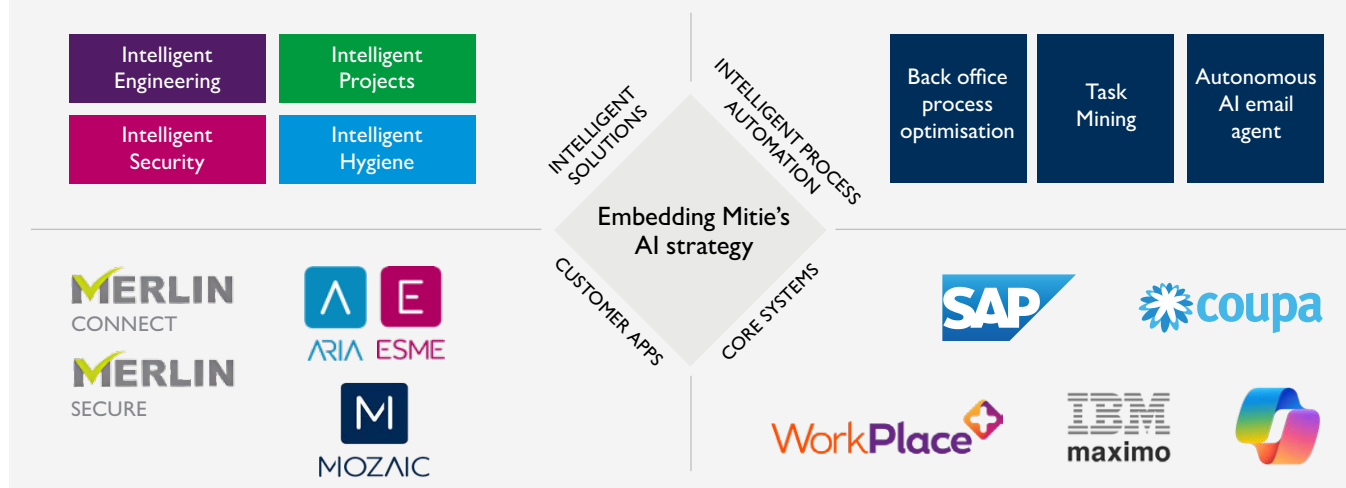 Intelligent
Engineering
Intelligent
Projects
Intelligent
Security
Intelligent
Hygiene
INTELLIGENT
SOLUTIONS
INTELLIGENT PROCESS
AUTOMATION
Back office
process
optimisation
Task
Mining
Autonomous
AI email
agent
Embedding Mitie’s
AI strategy
CUSTOMER APPS
CORE SYSTEMS
MERLIN
CONNECT
MERLIN
SECURE
Λ
E
ARIA
ESME
M
MOZAIC
SAP
coupa
WorkPlace
IBM
maximo